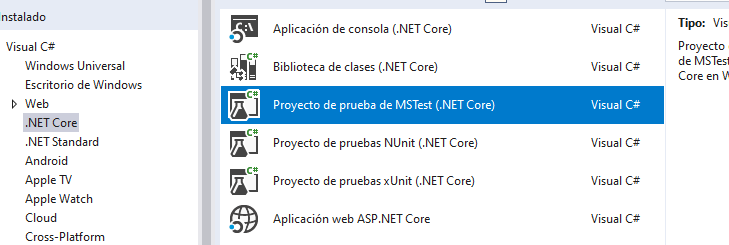 Instalado
Visual C#
Windows Universal
Escritorio de Windows
Web
.NET Core
.NET Standard
Android
Apple TV
Apple Watch
Cloud
Cross-Platform
Aplicación de consola (.NET Core) Visual C#
Biblioteca de clases (.NET Core) Visual C#
Proyecto de prueba de MSTest (.NET Core) Visual C#
Proyecto de pruebas NUnit (.NET Core) Visual C#
Proyecto de pruebas xUnit (.NET Core) Visual C#
Aplicación web ASP.NET Core Visual C#
Tipo: Vis
Proyecto
de MSTest
Core en W